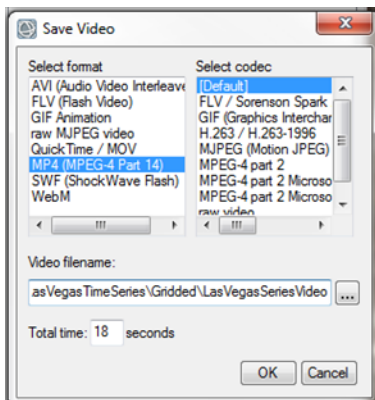 Save Video
Select format
AVI (Audio Video Interleave
FLV (Flash Video)
GIF Animation
raw MJPEG video
QuickTime / MOV
MP4 (MPEG-4 Part 14)
SWF (ShockWave Flash)
WebM
Select codec
[Default]
FLV / Sorenson Spark
GIF (Graphics Interchar
H.263 / H.263-1996
MJPEG (Motion JPEG)
MPEG-4 part 2
MPEG-4 part 2 Microso
MPEG-4 part 2 Microso
raw video
Video filename:
asVegasTimeSeries\Gridded\LasVegasSeriesVideo ...
Total time: 18 seconds
OK Cancel